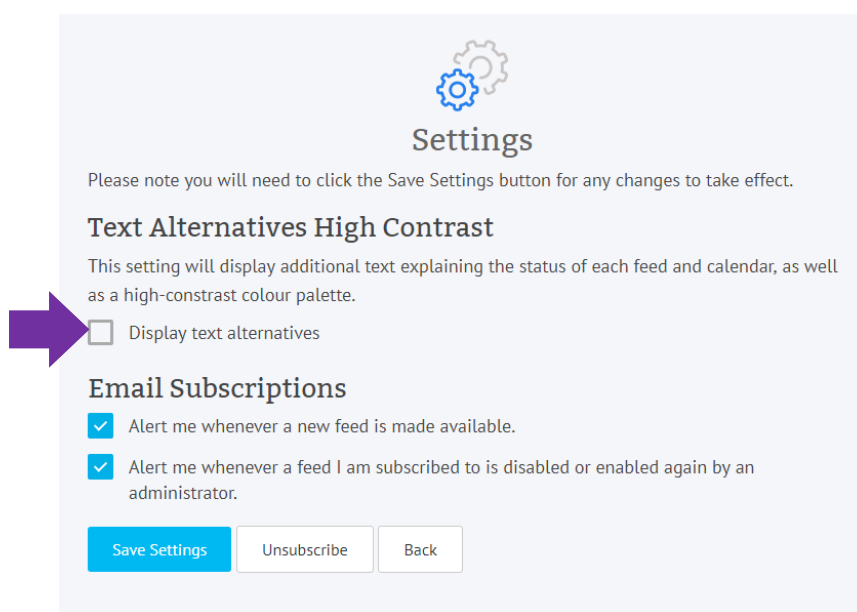 Settings
Please note you will need to click the Save Settings button for any changes to take effect.
Text Alternatives High Contrast
This setting will display additional text explaining the status of each feed and calendar, as well
as a high-constrast colour palette.
Display text alternatives
Email Subscriptions
Alert me whenever a new feed is made available.
Alert me whenever a feed I am subscribed to is disabled or enabled again by an
administrator.
Save Settings Unsubscribe Back